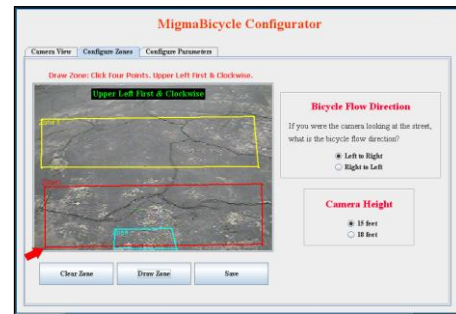 MigmaBicycle Configurator
Camera View Configure Zones Configure Parameters
Draw Zone: Click Four Points. Upper Left First & Clockwise.
Upper Left First & Clockwise
Bicycle Flow Direction
If you were the camera looking at the street,
what is the bicycle flow direction?
Left to Right
Right to Left
Camera Height
15 feet
18 feet
Clear Zone Draw Zone Save